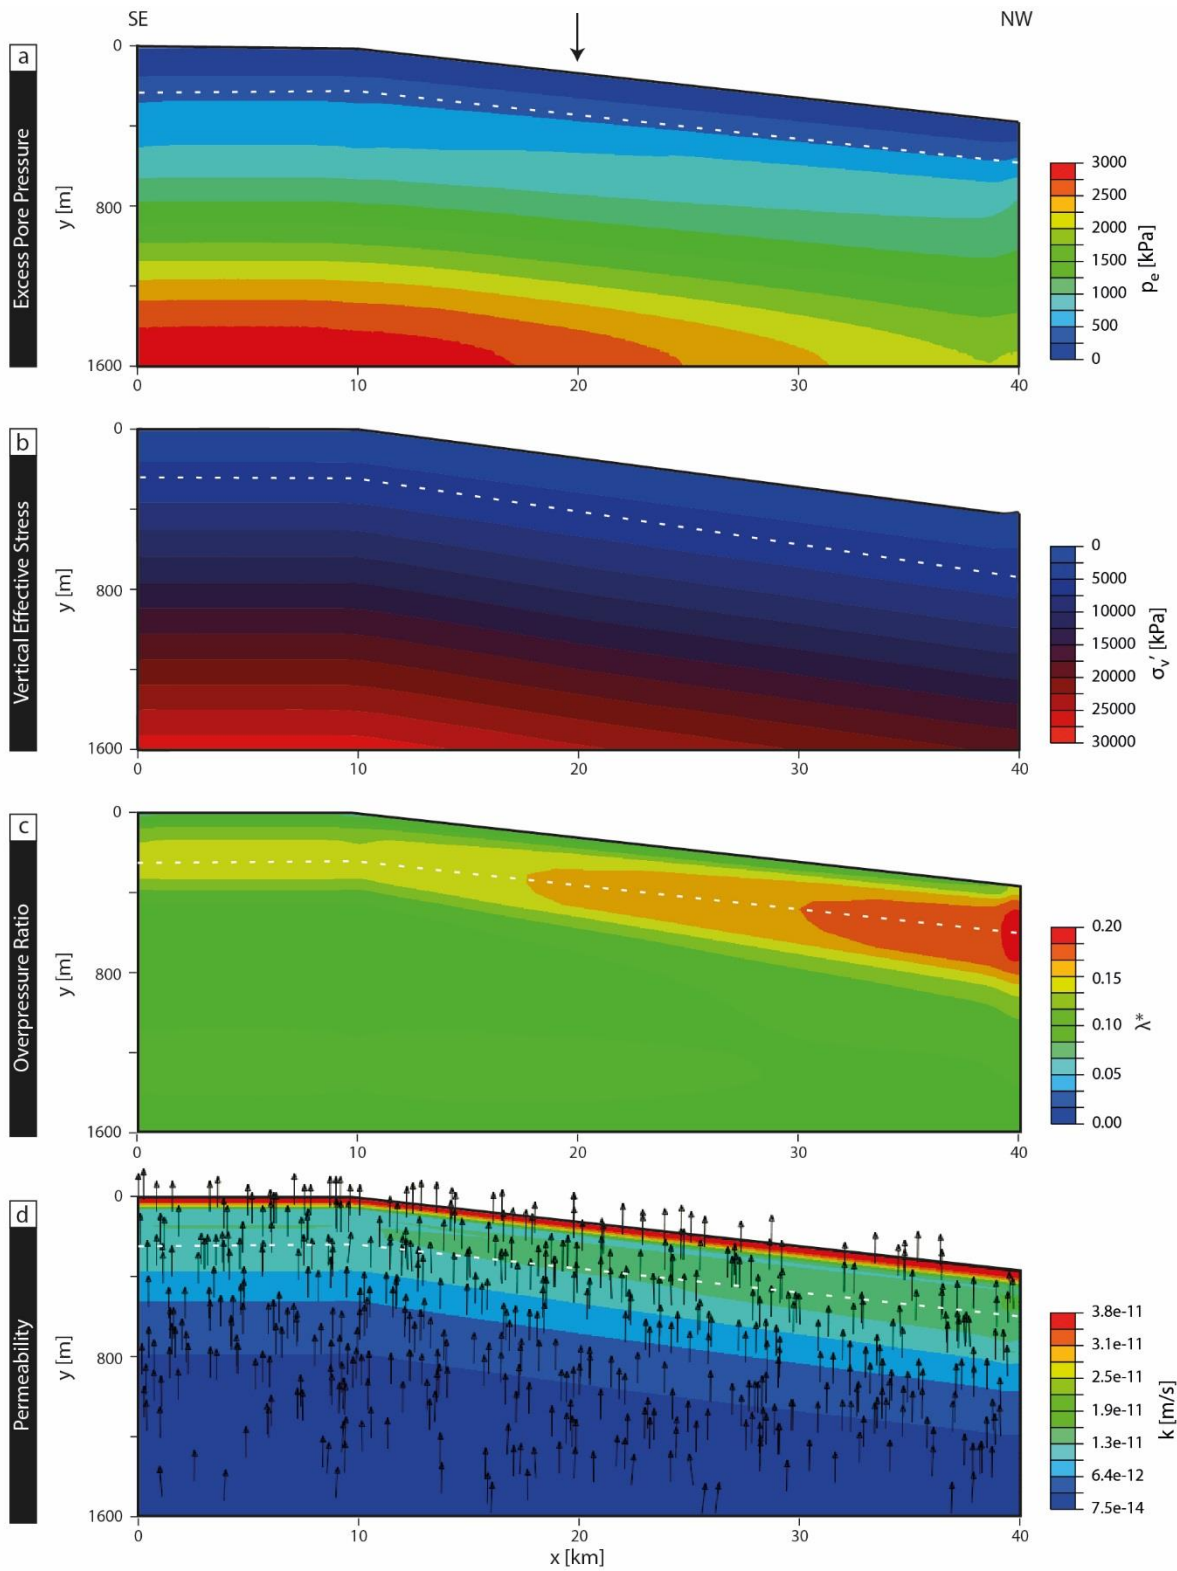 SE NW
a
Excess Pore Pressure
y [m]
0
800
1600
0 10 20 30 40
3000
2500
2000
1500
1000
500
0
pe [kPa]
b
Vertical Effective Stress
y [m]
0
800
1600
0 10 20 30 40
0
5000
10000
15000
20000
25000
30000
σv' [kPa]
c
Overpressure Ratio
y [m]
0
800
1600
0 10 20 30 40
0.20
0.15
0.10
0.05
0.00
λ*
d
Permeability
y [m]
0
800
1600
0 10 20 30 40
x [km]
3.8e-11
3.1e-11
2.5e-11
1.9e-11
1.3e-11
6.4e-12
7.5e-14
k [m/s]